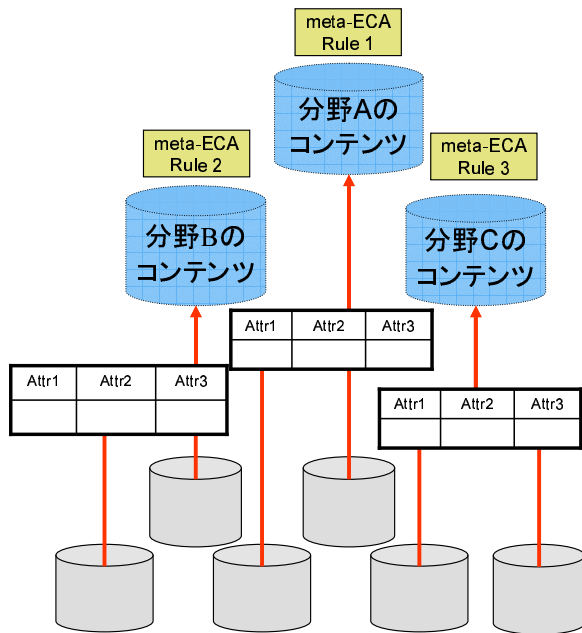 meta-ECA
Rule 1
分野Aの
コンテンツ
meta-ECA
Rule 2
分野Bの
コンテンツ
meta-ECA
Rule 3
分野Cの
コンテンツ
Attr1 Attr2 Attr3
Attr1 Attr2 Attr3
Attr1 Attr2 Attr3